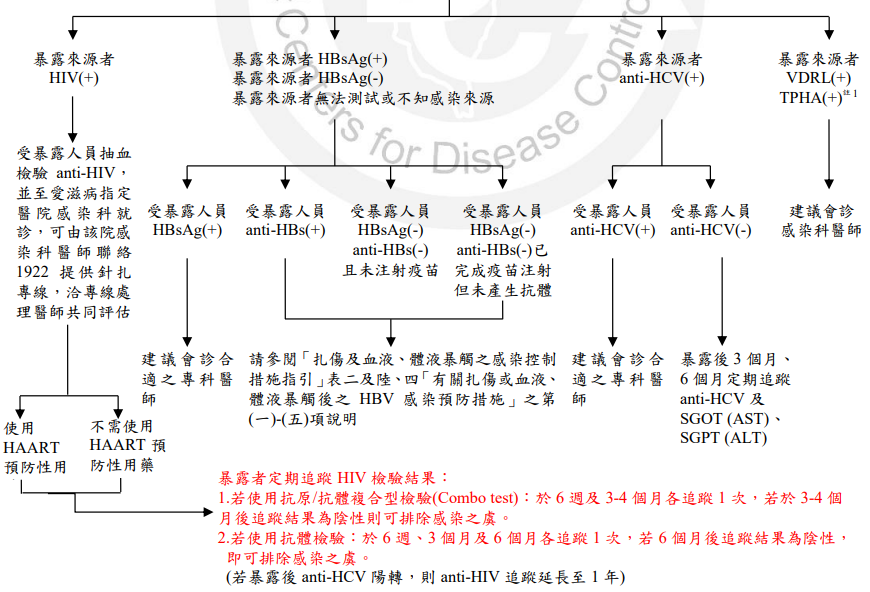 Centers for Disease Contro
暴露來源者
HIV(+)
暴露來源者 HBsAg(+)
暴露來源者 HBsAg(-)
暴露來源者無法測試或不知感染來源
暴露來源者
anti-HCV(+)
暴露來源者
VDRL(+)
TPHA(+)註1
受暴露人員抽血
檢驗 anti-HIV，
並至愛滋病指定
醫院感染科就
診，可由該院感
染科醫師聯絡
1922 提供針扎
專線，洽專線處
理醫師共同評估
受暴露人員
HBsAg(+)
受暴露人員
anti-HBs(+)
受暴露人員
HBsAg(-)
anti-HBs(-)
且未注射疫苗
受暴露人員
HBsAg(-)
anti-HBs(-)已
完成疫苗注射
但未產生抗體
受暴露人員
anti-HCV(+)
受暴露人員
anti-HCV(-)
建議會診
感染科醫師
建議會診合
適之專科醫
師
請參閱「扎傷及血液、體液暴觸之感染控制
措施指引」表二及陸、四「有關扎傷或血液、
體液暴觸後之 HBV 感染預防措施」之第
(一)-(五)項說明
建議會診合
適之專科醫
師
暴露後 3 個月、
6 個月定期追蹤
anti-HCV 及
SGOT (AST)、
SGPT (ALT)
使用
HAART
預防性用
不需使用
HAART 預
防性用藥
暴露者定期追蹤 HIV 檢驗結果：
1.若使用抗原/抗體複合型檢驗(Combo test)：於 6 週及 3-4 個月各追蹤 1 次，若於 3-4 個
月後追蹤結果為陰性則可排除感染之虞。
2.若使用抗體檢驗：於 6 週、3 個月及 6 個月各追蹤 1 次，若 6 個月後追蹤結果為陰性，
即可排除感染之虞。
(若暴露後 anti-HCV 陽轉，則 anti-HIV 追蹤延長至 1 年)